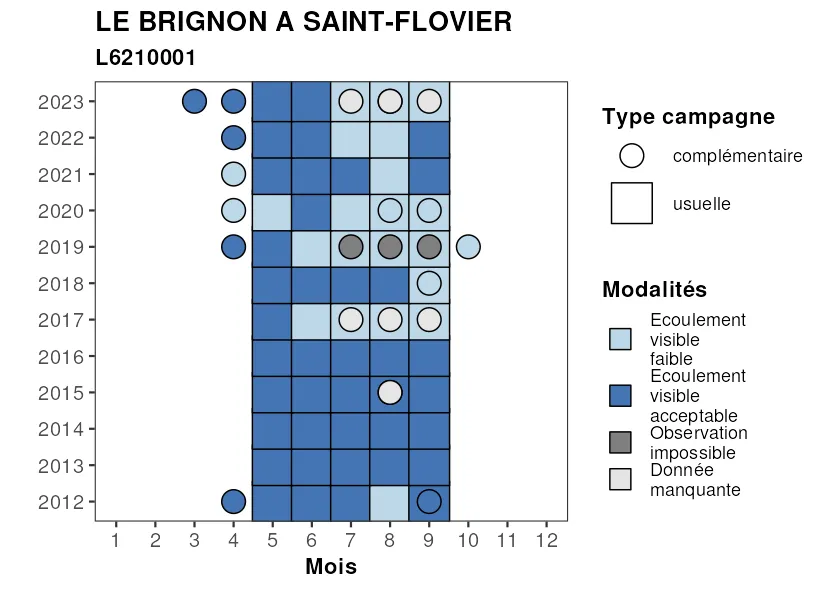 LE BRIGNON A SAINT-FLOVIER
L6210001
2023
2022
2021
2020
2019
2018
2017
2016
2015
2014
2013
2012
1 2 3 4 5 6 7 8 9 10 11 12
Mois
Type campagne
complémentaire
usuelle
Modalités
Ecoulement
visible
faible
Ecoulement
visible
acceptable
Observation
impossible
Donnée
manquante